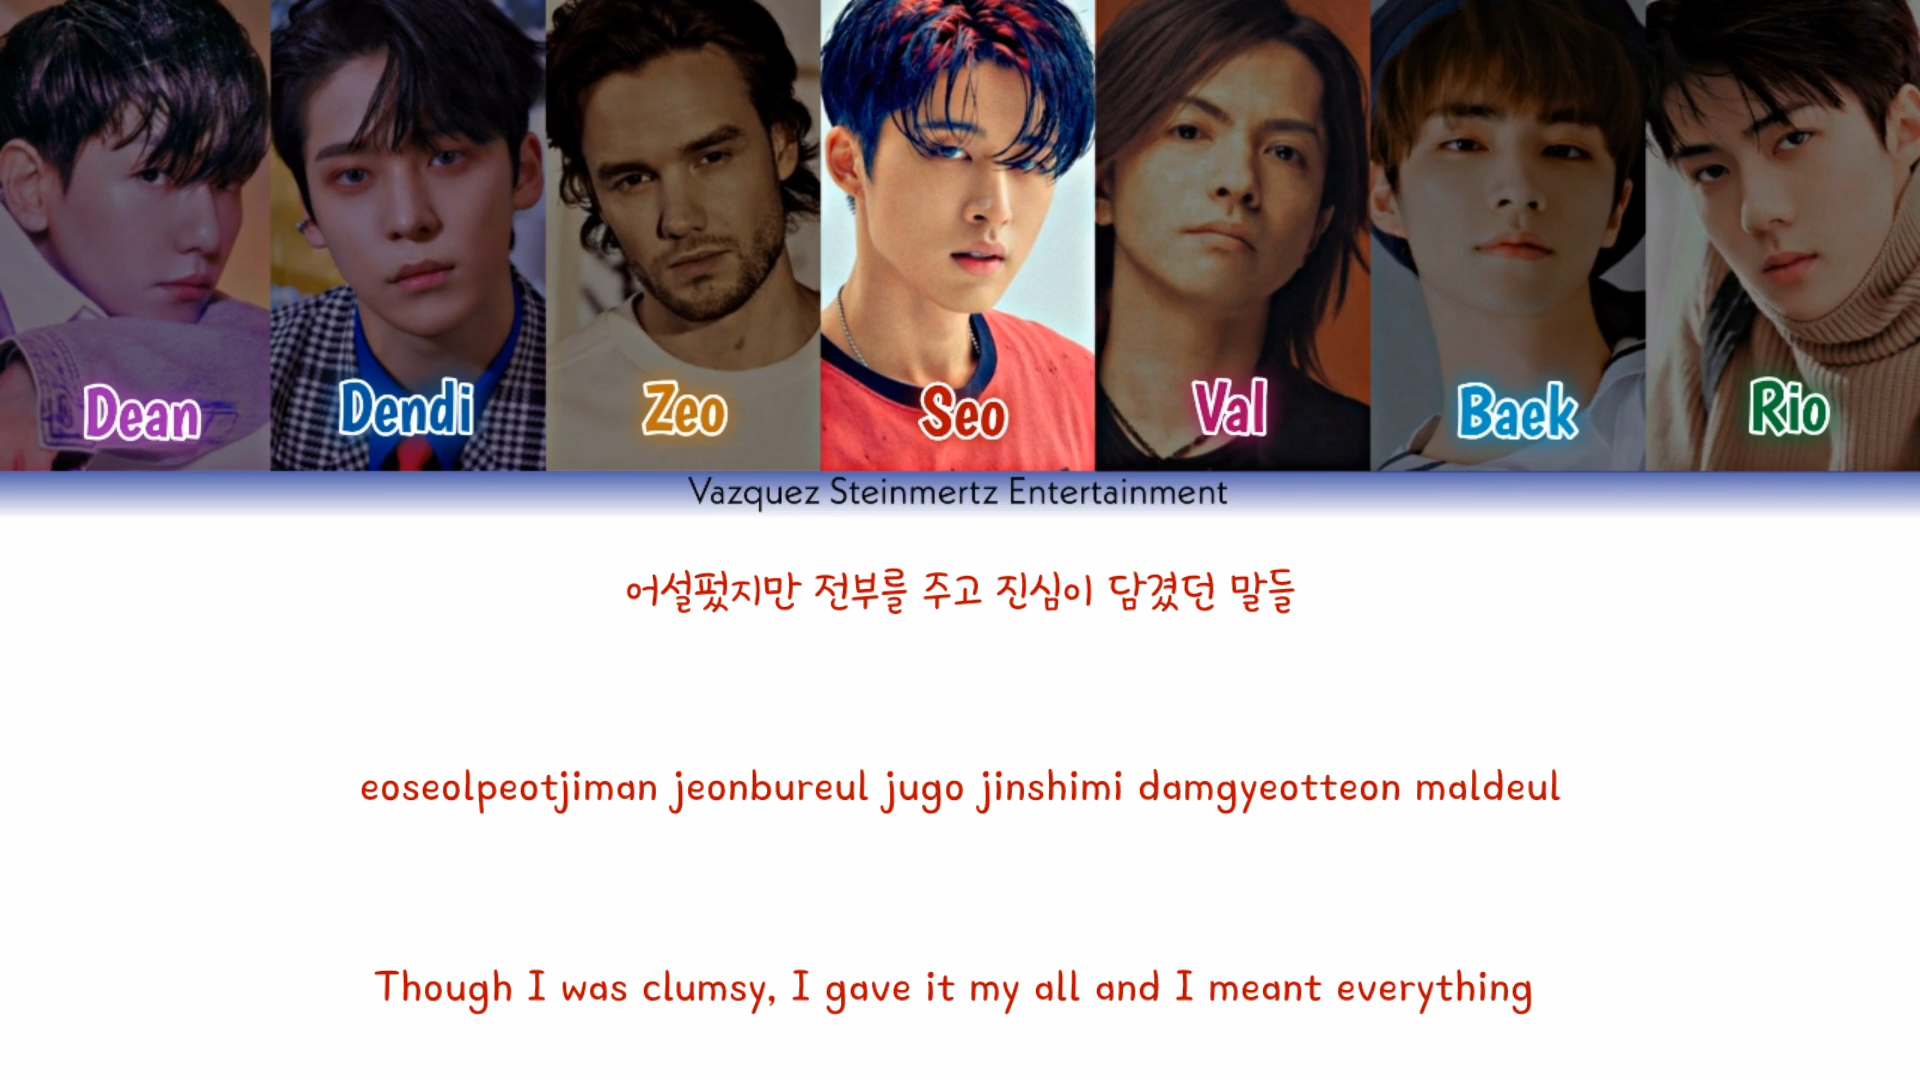 Dean Dendi Zeo Seo Val Baek Rio
Vazquez Steinmertz Entertainment
어설펐지만 전부를 주고 진심이 담겼던 말들
eoseolpeotjiman jeonbureul jugo jinshimi damgyeotteon maldeul
Though I was clumsy, I gave it my all and I meant everything